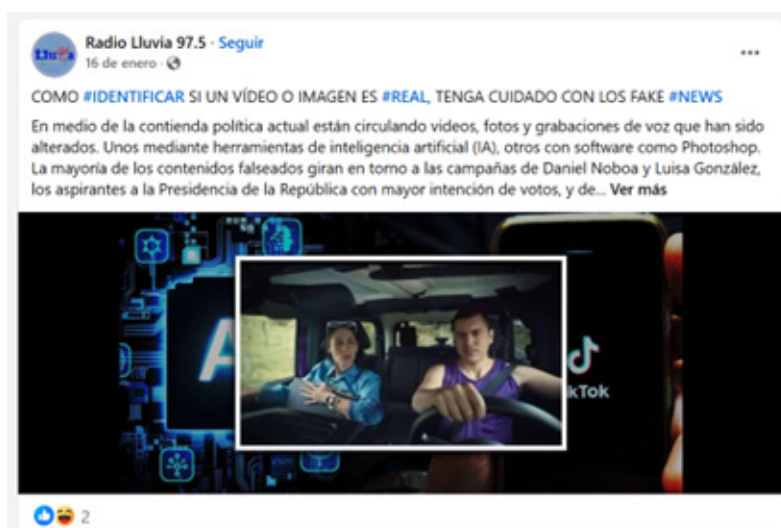 Lluvia
Radio Lluvia 97.5 · Seguir
16 de enero ·
COMO #IDENTIFICAR SI UN VÍDEO O IMAGEN ES #REAL, TENGA CUIDADO CON LOS FAKE #NEWS
En medio de la contienda política actual están circulando videos, fotos y grabaciones de voz que han sido
alterados. Unos mediante herramientas de inteligencia artificial (IA), otros con software como Photoshop.
La mayoría de los contenidos falseados giran en torno a las campañas de Daniel Noboa y Luisa González,
los aspirantes a la Presidencia de la República con mayor intención de votos, y de... Ver más
A
kTok
2